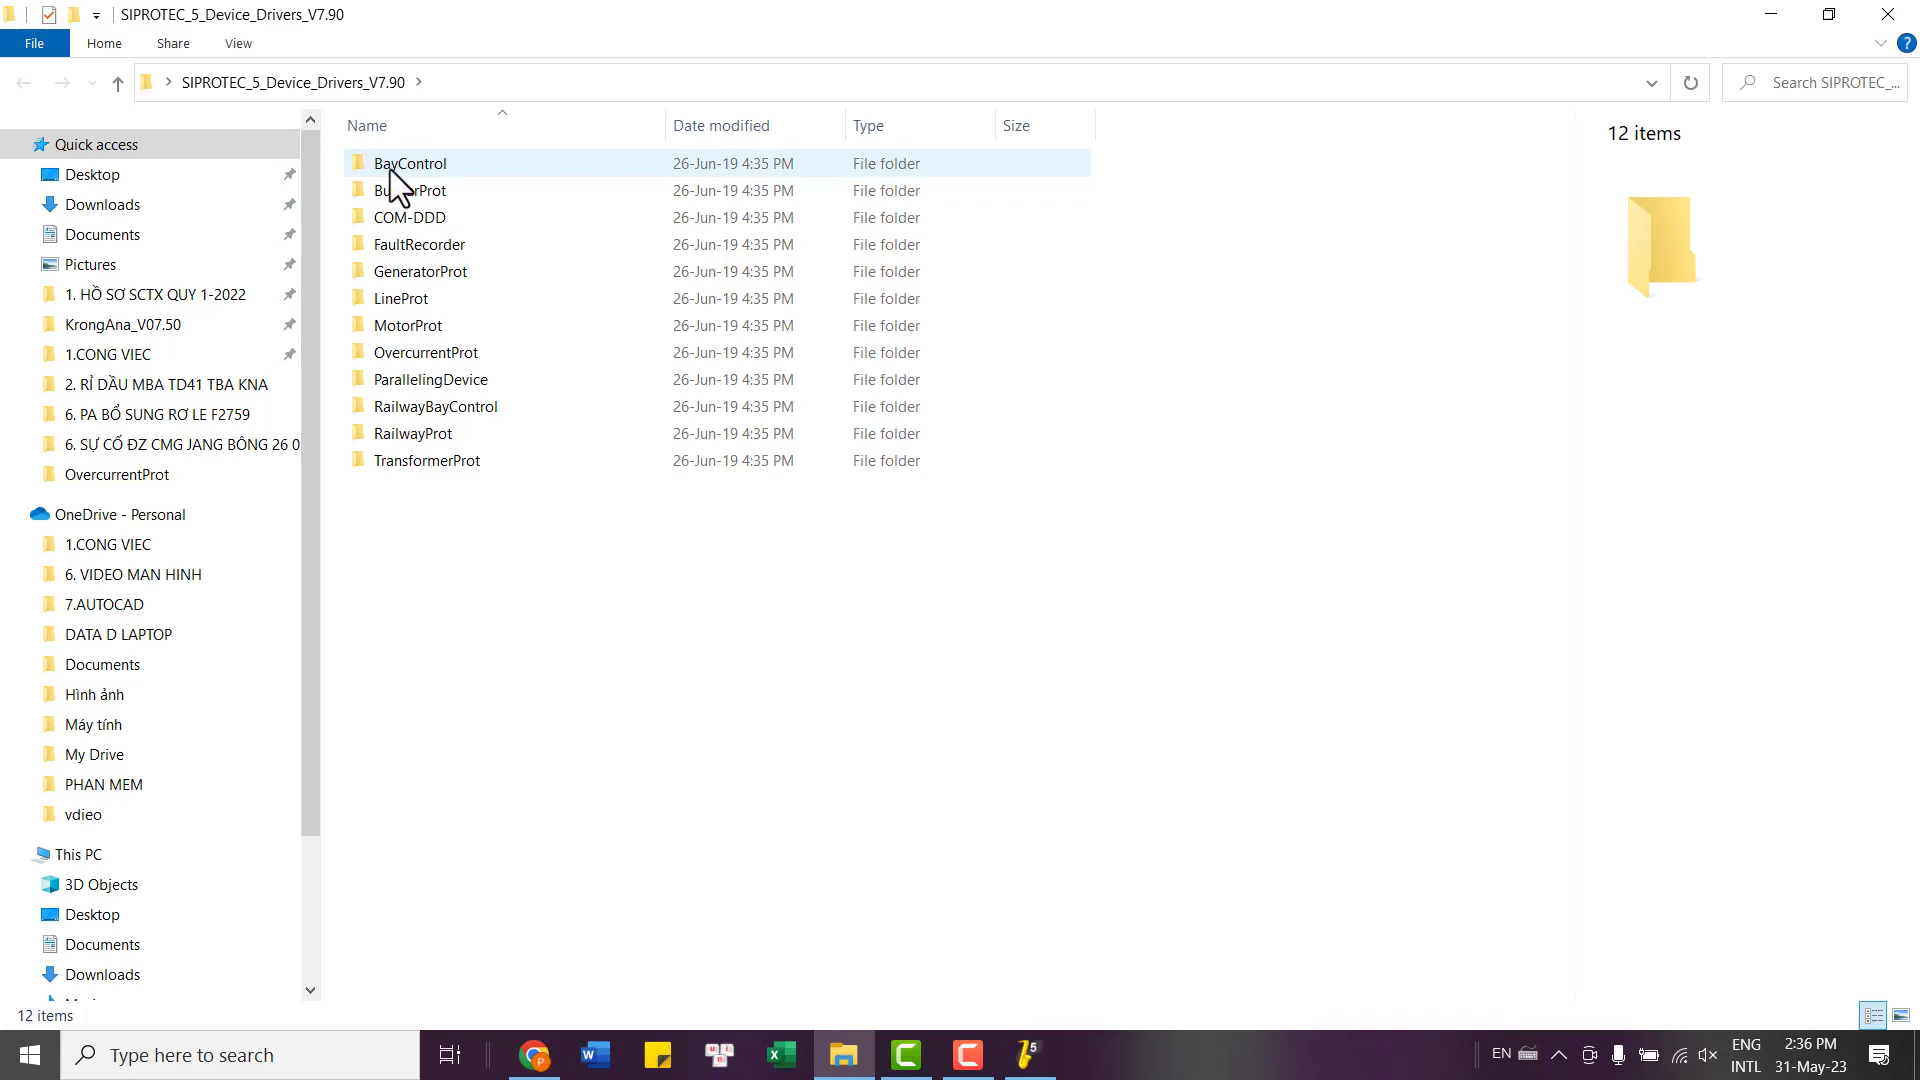 SIPROTEC_5_Device_Drivers_V7.90
File Home Share View
SIPROTEC_5_Device_Drivers_V7.90
Search SIPROTEC_...
Name Date modified Type Size
12 items
BayControl 26-Jun-19 4:35 PM File folder
26-Jun-19 4:35 PM File folder
COM-DDD 26-Jun-19 4:35 PM File folder
FaultRecorder 26-Jun-19 4:35 PM File folder
GeneratorProt 26-Jun-19 4:35 PM File folder
LineProt 26-Jun-19 4:35 PM File folder
MotorProt 26-Jun-19 4:35 PM File folder
OvercurrentProt 26-Jun-19 4:35 PM File folder
ParallelingDevice 26-Jun-19 4:35 PM File folder
RailwayBayControl 26-Jun-19 4:35 PM File folder
RailwayProt 26-Jun-19 4:35 PM File folder
TransformerProt 26-Jun-19 4:35 PM File folder
Quick access
Desktop
Downloads
Documents
Pictures
1. HỒ SƠ SCTX QUY 1-2022
KrongAna_V07.50
1.CONG VIEC
2. RỈ DẦU MBA TD41 TBA KNA
6. PA BỔ SUNG RƠ LE F2759
6. SỰ CỐ ĐZ CMG JANG BÔNG 26 0
OvercurrentProt
OneDrive - Personal
1.CONG VIEC
6. VIDEO MAN HINH
7.AUTOCAD
DATA D LAPTOP
Documents
Hình ảnh
Máy tính
My Drive
PHAN MEM
vdieo
This PC
3D Objects
Desktop
Documents
Downloads
12 items
Type here to search
EN
ENG
INTL
2:36 PM
31-May-23